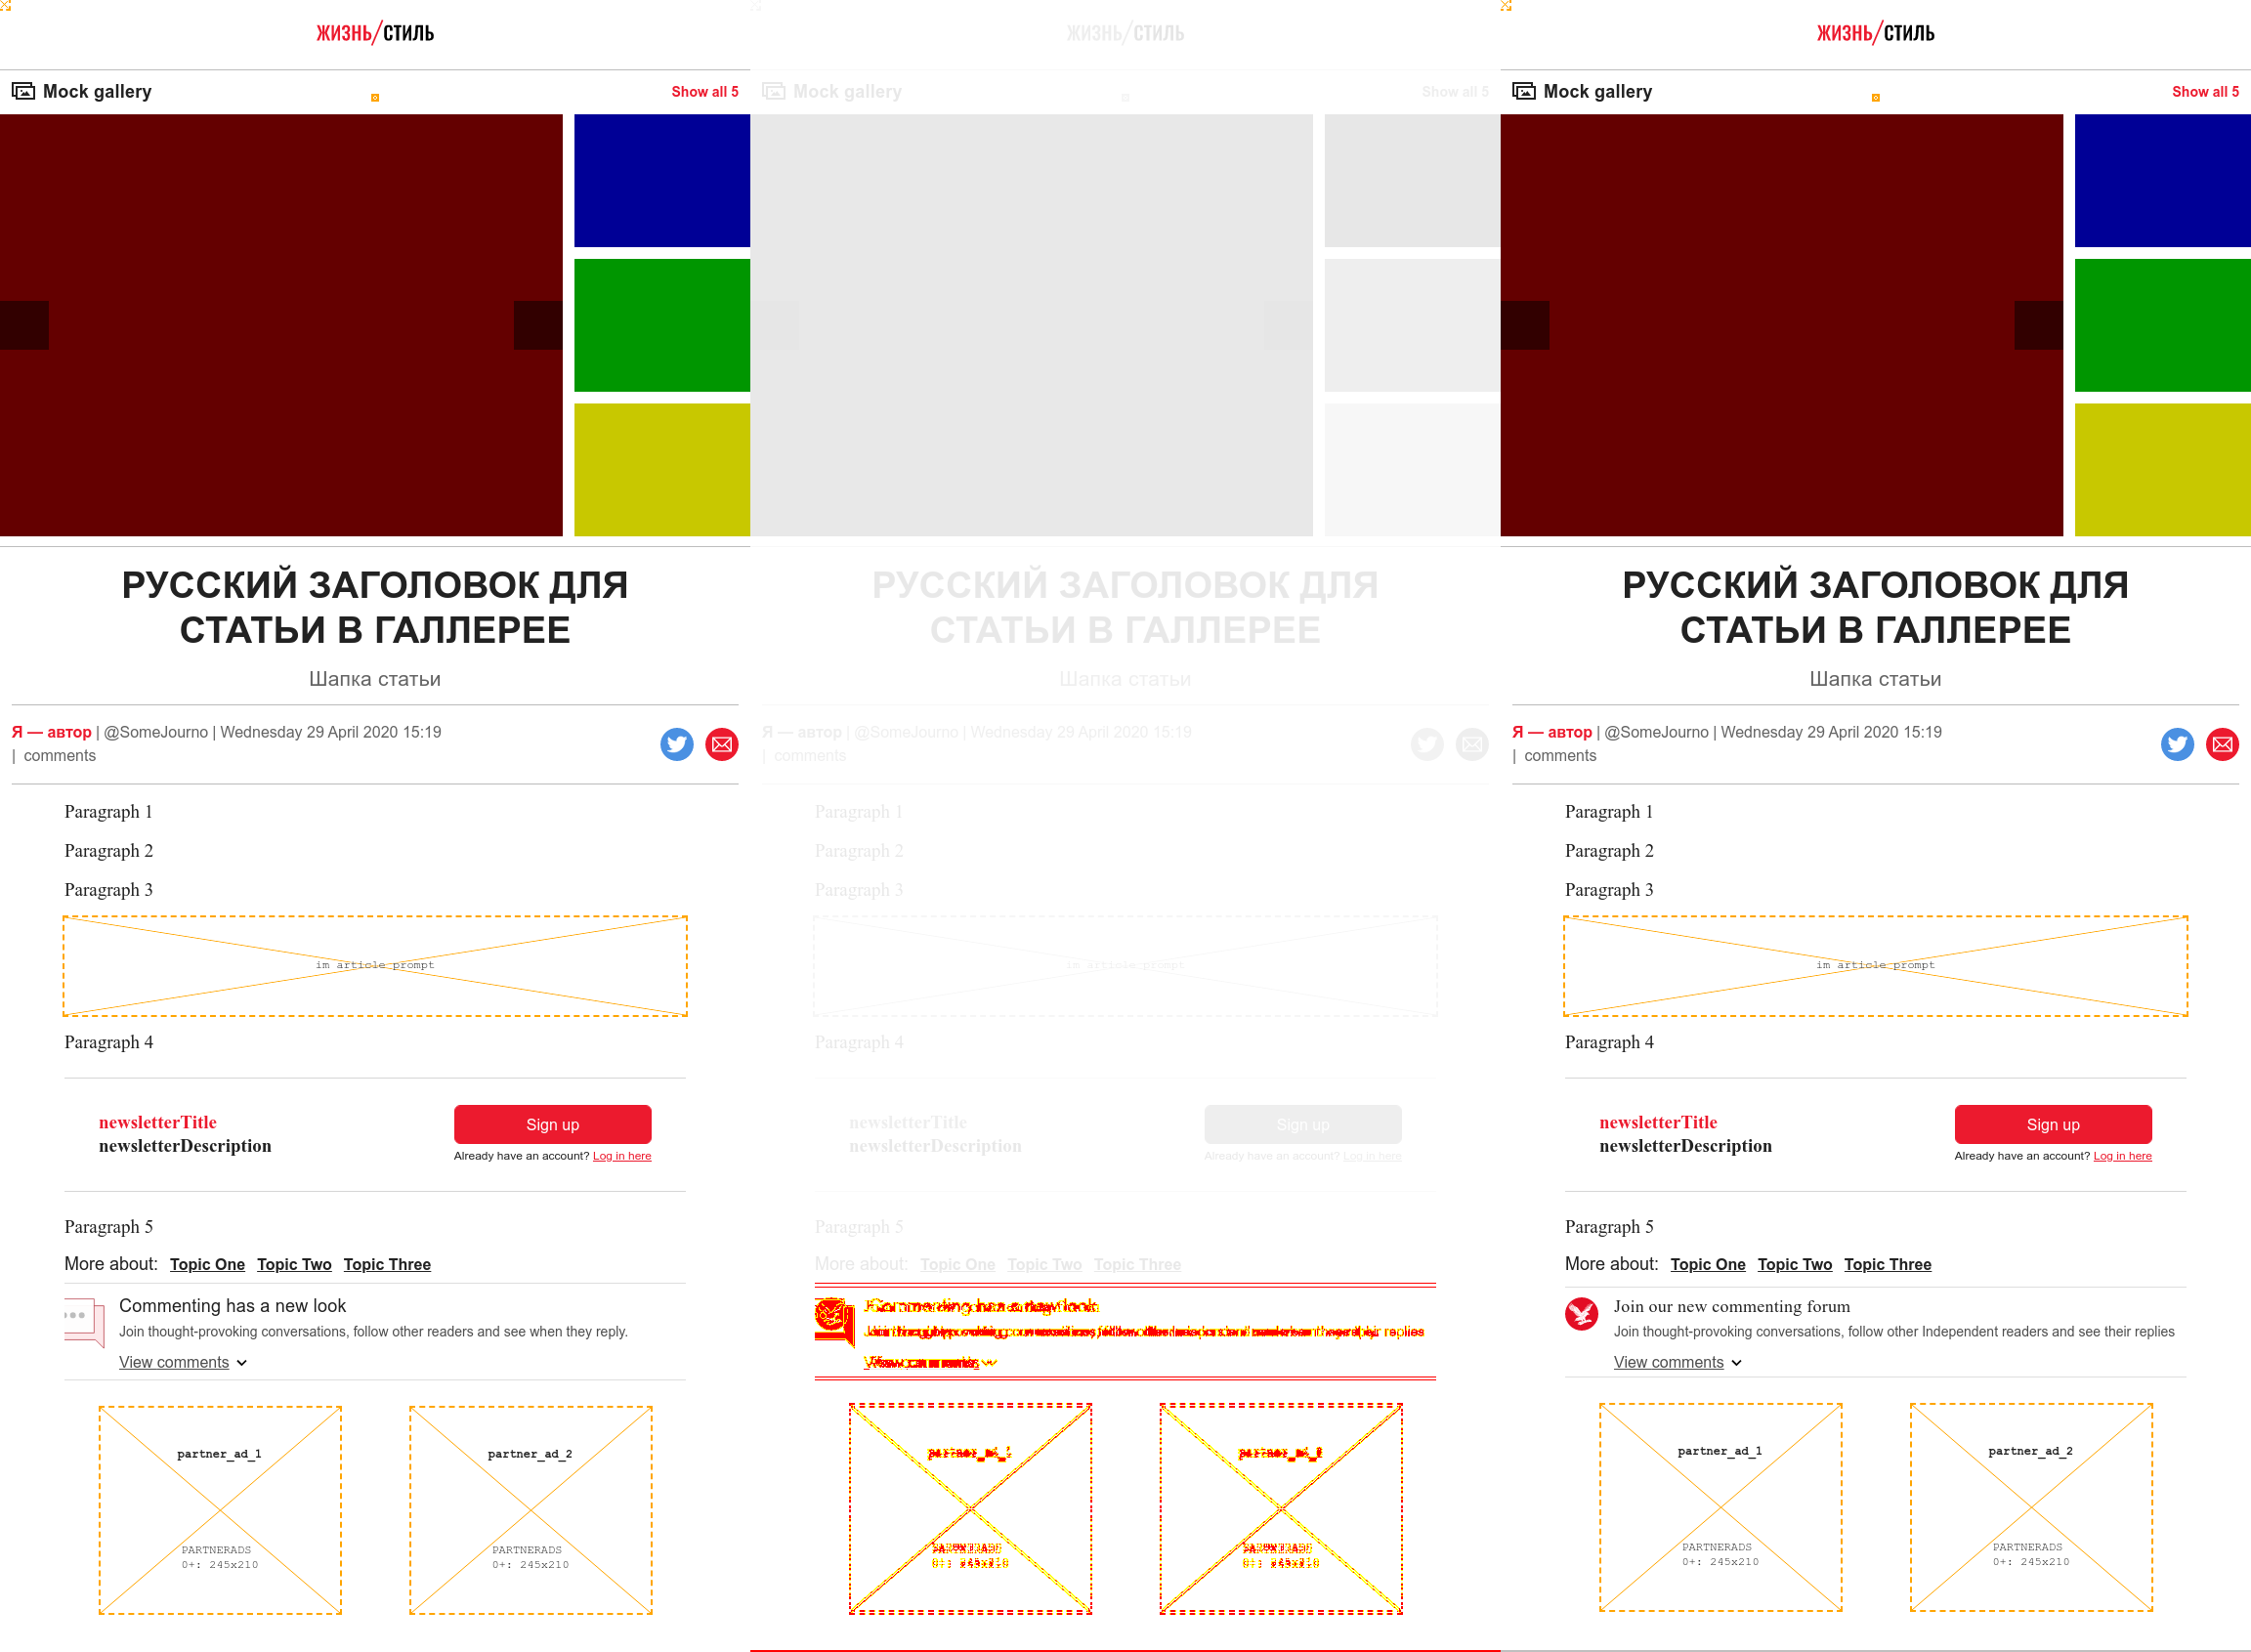 ЖИЗНЬ/СТИЛЬ
Mock gallery
Show all 5
РУССКИЙ ЗАГОЛОВОК ДЛЯ
СТАТЬИ В ГАЛЛЕРЕЕ
Шапка статьи
Я — автор | @SomeJourno | Wednesday 29 April 2020 15:19
| comments
Paragraph 1
Paragraph 2
Paragraph 3
im article prompt
Paragraph 4
newsletterTitle
newsletterDescription
Sign up
Already have an account? Log in here
Paragraph 5
More about: Topic One Topic Two Topic Three
Commenting has a new look
Join thought-provoking conversations, follow other readers and see when they reply.
View comments
partner_ad_1
PARTNERADS
0+: 245x210
partner_ad_2
PARTNERADS
0+: 245x210
ЖИЗНЬ/СТИЛЬ
Mock gallery
Show all 5
РУССКИЙ ЗАГОЛОВОК ДЛЯ
СТАТЬИ В ГАЛЛЕРЕЕ
Шапка статьи
Я — автор | @SomeJourno | Wednesday 29 April 2020 15:19
| comments
Paragraph 1
Paragraph 2
Paragraph 3
im article prompt
Paragraph 4
newsletterTitle
newsletterDescription
Sign up
Already have an account? Log in here
Paragraph 5
More about: Topic One Topic Two Topic Three
ЖИЗНЬ/СТИЛЬ
Mock gallery
Show all 5
РУССКИЙ ЗАГОЛОВОК ДЛЯ
СТАТЬИ В ГАЛЛЕРЕЕ
Шапка статьи
Я — автор | @SomeJourno | Wednesday 29 April 2020 15:19
| comments
Paragraph 1
Paragraph 2
Paragraph 3
im article prompt
Paragraph 4
newsletterTitle
newsletterDescription
Sign up
Already have an account? Log in here
Paragraph 5
More about: Topic One Topic Two Topic Three
Join our new commenting forum
Join thought-provoking conversations, follow other Independent readers and see their replies
View comments
partner_ad_1
PARTNERADS
0+: 245x210
partner_ad_2
PARTNERADS
0+: 245x210